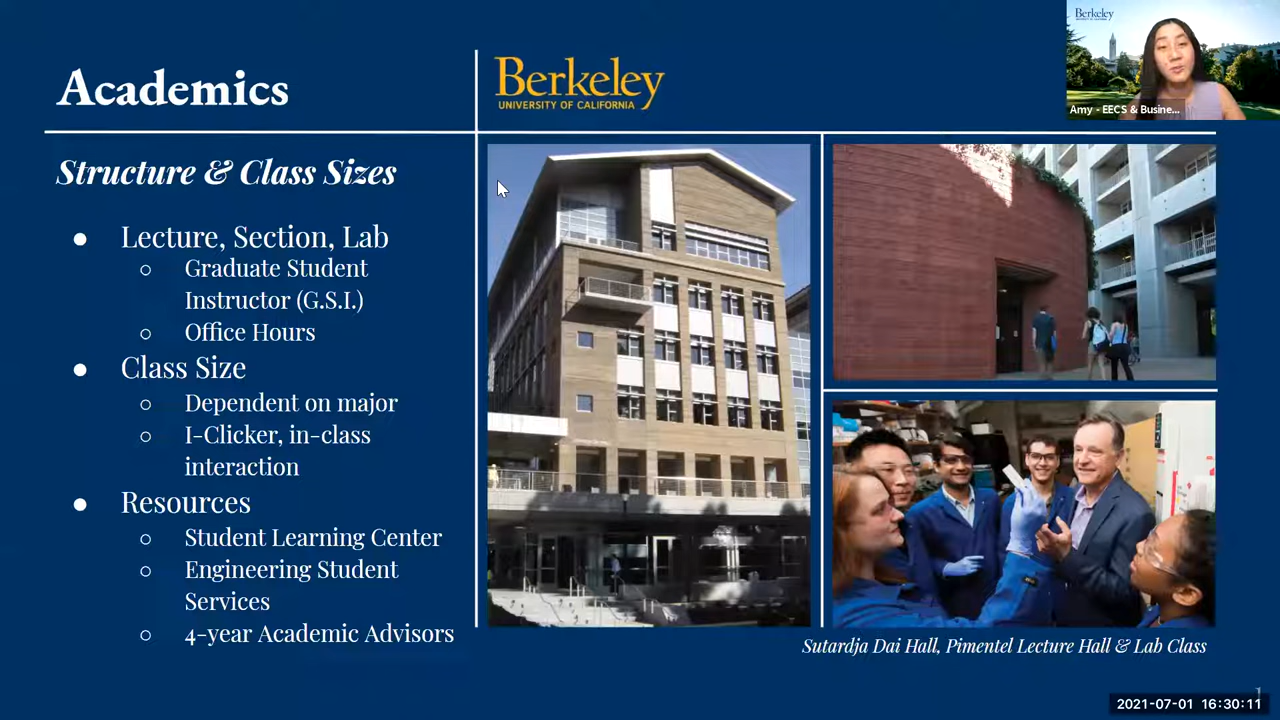 Academics
Berkeley
UNIVERSITY OF CALIFORNIA
Berkeley
Amy - EECS & Busine...
Structure & Class Sizes
● Lecture, Section, Lab
○ Graduate Student
Instructor (G.S.I.)
○ Office Hours
● Class Size
○ Dependent on major
○ I-Clicker, in-class
interaction
● Resources
○ Student Learning Center
○ Engineering Student
Services
○ 4-year Academic Advisors
Sutardja Dai Hall, Pimentel Lecture Hall & Lab Class
2021-07-01 16:30:11